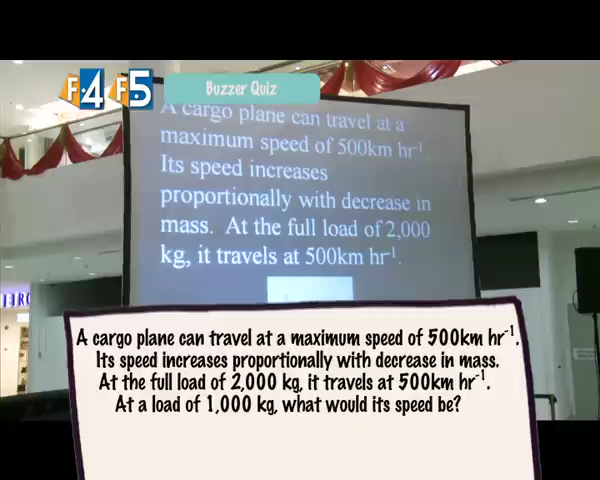 F4 F5
Buzzer Quiz
A cargo plane can travel at a
maximum speed of 500km hr⁻¹.
Its speed increases
proportionally with decrease in
mass. At the full load of 2,000
kg, it travels at 500km hr⁻¹.
A cargo plane can travel at a maximum speed of 500km hr⁻¹.
Its speed increases proportionally with decrease in mass.
At the full load of 2,000 kg, it travels at 500km hr⁻¹.
At a load of 1,000 kg, what would its speed be?